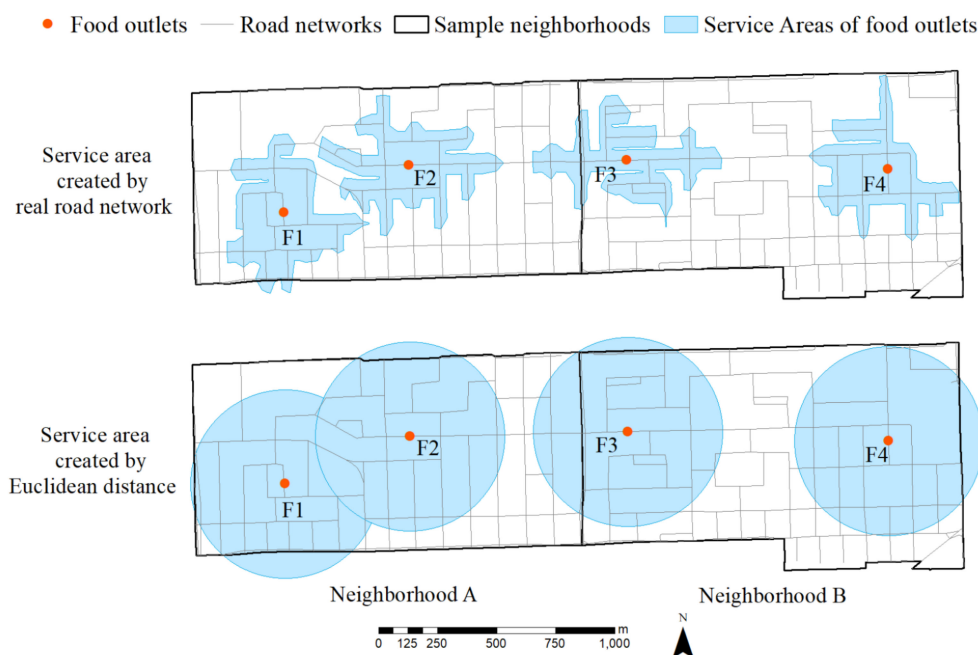 Food outlets Road networks Sample neighborhoods Service Areas of food outlets
Service area
created by
real road network
F1
F2
F3
F4
Service area
created by
Euclidean distance
F1
F2
F3
F4
Neighborhood A
Neighborhood B
0 125 250 500 750 1,000 m
N